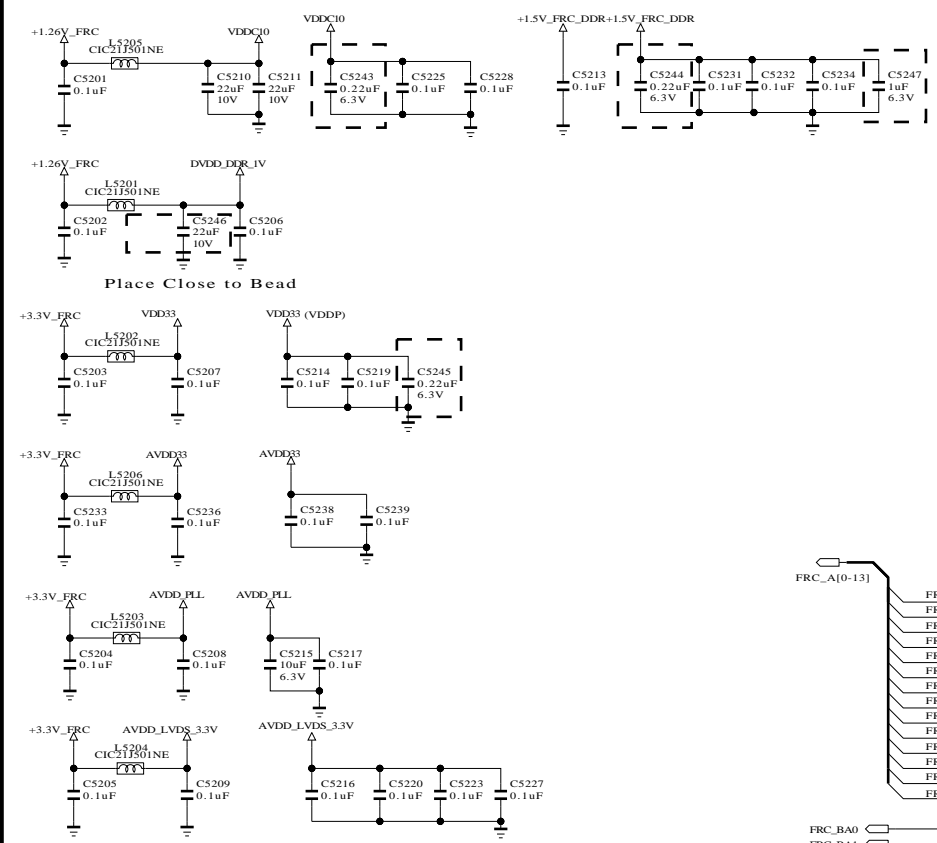 VDDC10
+1.5V_FRC_DDR+1.5V_FRC_DDR
+1.26V_FRC
L5205
CIC21J501NE
VDDC10
C5201
0.1uF
C5210
22uF
10V
C5211
22uF
10V
C5243
0.22uF
6.3V
C5225
0.1uF
C5228
0.1uF
C5213
0.1uF
C5244
0.22uF
6.3V
C5231
0.1uF
C5232
0.1uF
C5234
0.1uF
C5247
1uF
6.3V
+1.26V_FRC
L5201
CIC21J501NE
DVDD_DDR_1V
C5202
0.1uF
C5246
22uF
10V
C5206
0.1uF
Place Close to Bead
+3.3V_FRC
L5202
CIC21J501NE
VDD33
VDD33 (VDDP)
C5203
0.1uF
C5207
0.1uF
C5214
0.1uF
C5219
0.1uF
C5245
0.22uF
6.3V
+3.3V_FRC
L5206
CIC21J501NE
AVDD33
AVDD33
C5233
0.1uF
C5236
0.1uF
C5238
0.1uF
C5239
0.1uF
FRC_A[0-13]
+3.3V_FRC
L5203
CIC21J501NE
AVDD_PLL
AVDD_PLL
C5204
0.1uF
C5208
0.1uF
C5215
10uF
6.3V
C5217
0.1uF
+3.3V_FRC
L5204
CIC21J501NE
AVDD_LVDS_3.3V
AVDD_LVDS_3.3V
C5205
0.1uF
C5209
0.1uF
C5216
0.1uF
C5220
0.1uF
C5223
0.1uF
C5227
0.1uF
FRC_BA0